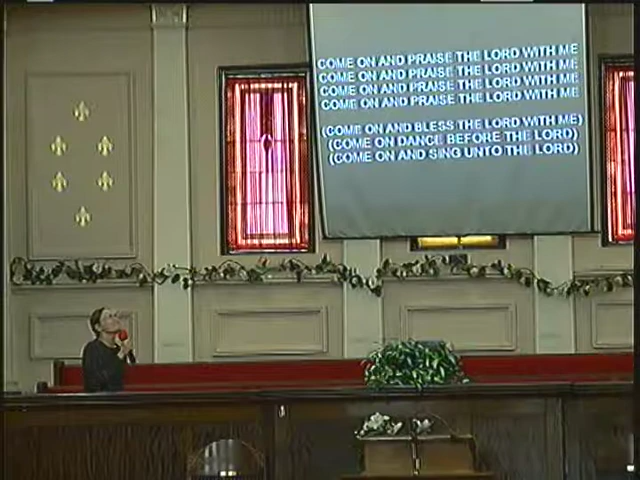 COME ON AND PRAISE THE LORD WITH ME
COME ON AND PRAISE THE LORD WITH ME
COME ON AND PRAISE THE LORD WITH ME
COME ON AND PRAISE THE LORD WITH ME
(COME ON AND BLESS THE LORD WITH ME)
(COME ON DANCE BEFORE THE LORD)
(COME ON AND SING UNTO THE LORD)